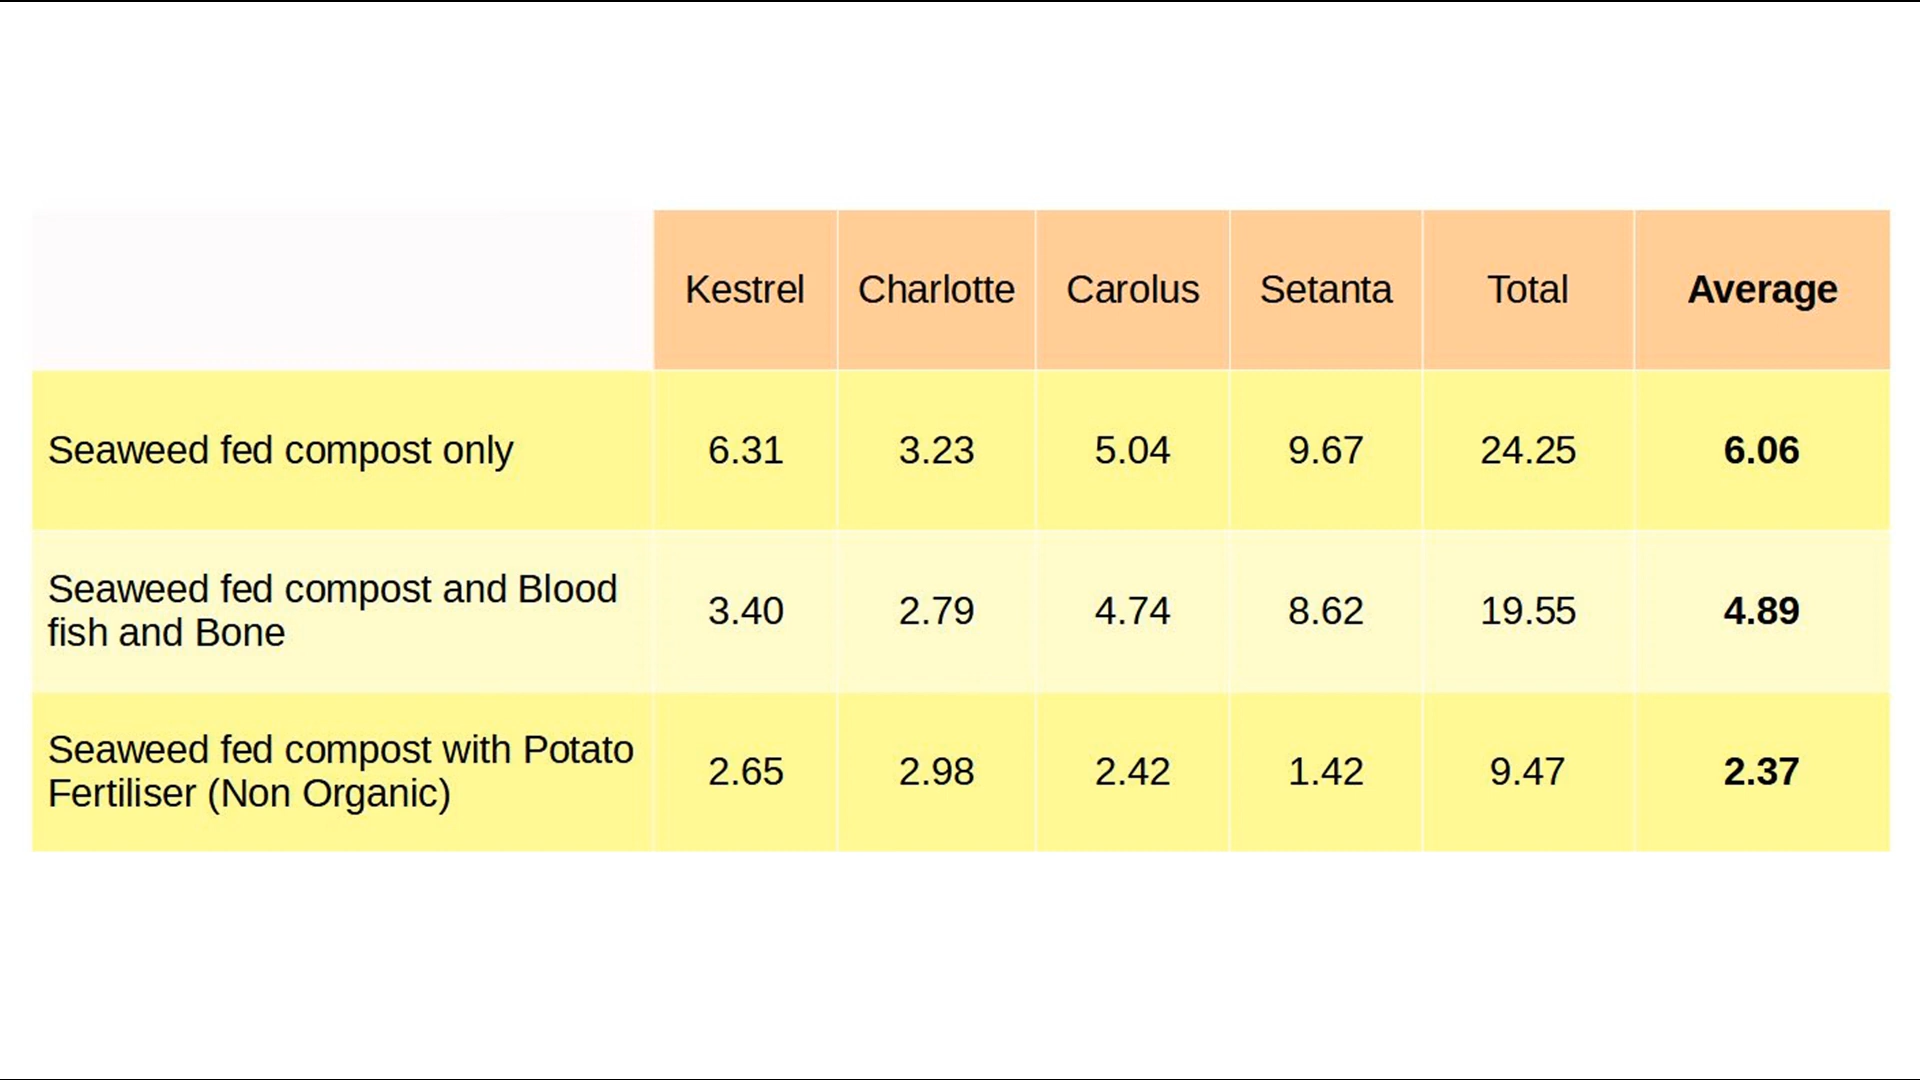 Kestrel Charlotte Carolus Setanta Total Average
Seaweed fed compost only 6.31 3.23 5.04 9.67 24.25 6.06
Seaweed fed compost and Blood
fish and Bone 3.40 2.79 4.74 8.62 19.55 4.89
Seaweed fed compost with Potato
Fertiliser (Non Organic) 2.65 2.98 2.42 1.42 9.47 2.37